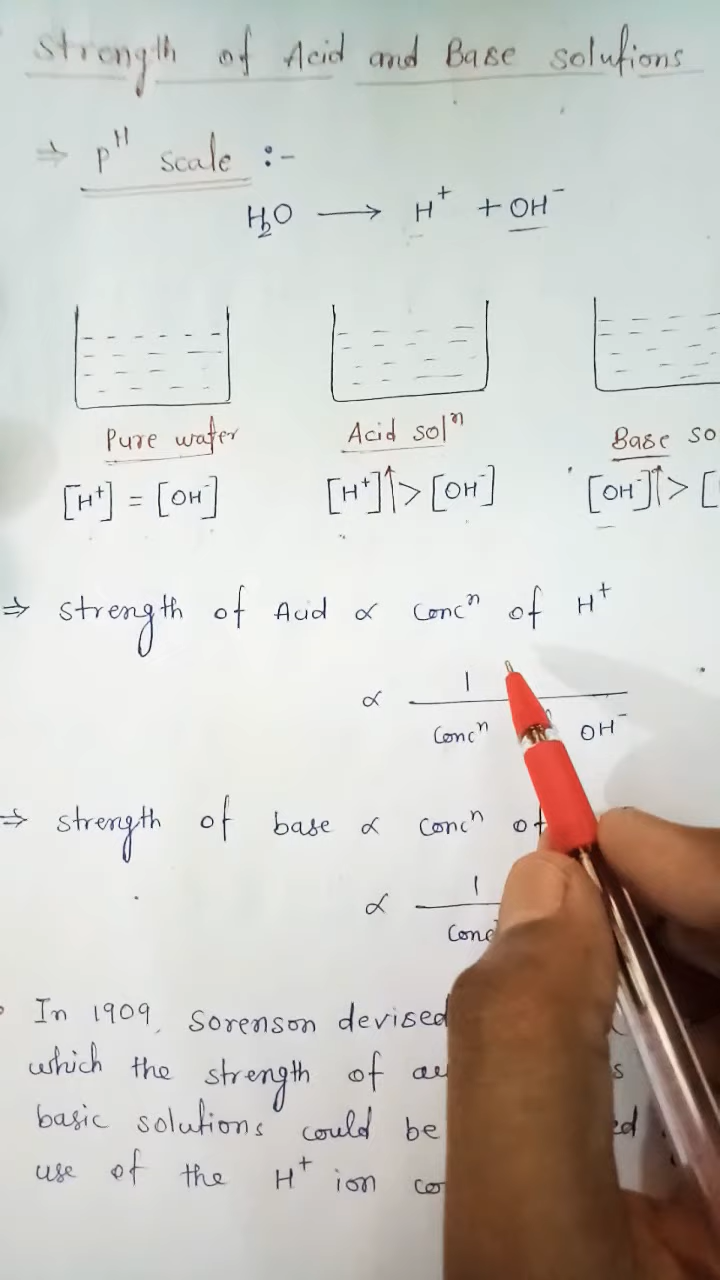 Strength of Acid and Base solutions
⇒ p^H scale :-
H₂O ⟶ H⁺ + OH⁻
Pure water
Acid solⁿ
Base so
[H⁺] = [OH⁻]
[H⁺]↑ > [OH⁻]
[OH⁻]↑ > [
⇒ Strength of Acid ∝ Concⁿ of H⁺
∝ 1
Concⁿ OH⁻
⇒ Strength of base ∝ Concⁿ of
∝ 1
Conc
In 1909, Sorenson devised
which the strength of
basic solutions could be
use of the H⁺ ion